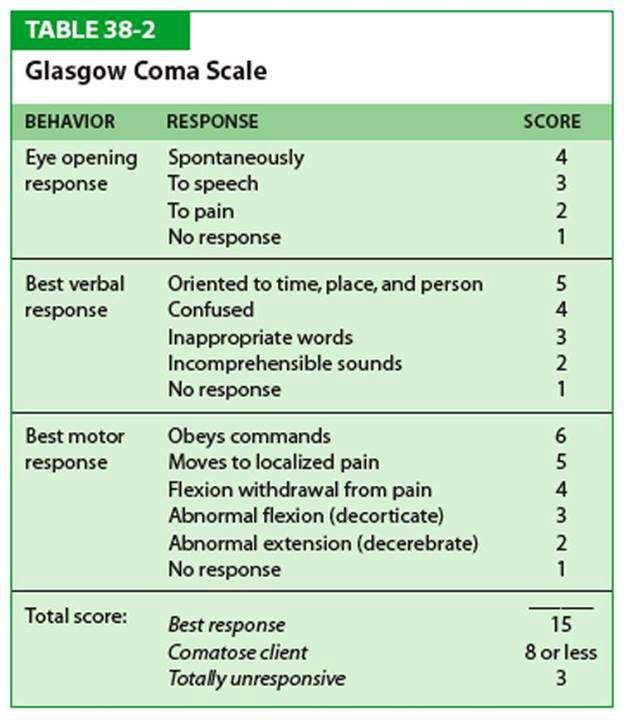 TABLE 38-2
Glasgow Coma Scale
BEHAVIOR RESPONSE SCORE
Eye opening Spontaneously 4
response To speech 3
To pain 2
No response 1
Best verbal Oriented to time, place, and person 5
response Confused 4
Inappropriate words 3
Incomprehensible sounds 2
No response 1
Best motor Obeys commands 6
response Moves to localized pain 5
Flexion withdrawal from pain 4
Abnormal flexion (decorticate) 3
Abnormal extension (decerebrate) 2
No response 1
Total score:
Best response 15
Comatose client 8 or less
Totally unresponsive 3